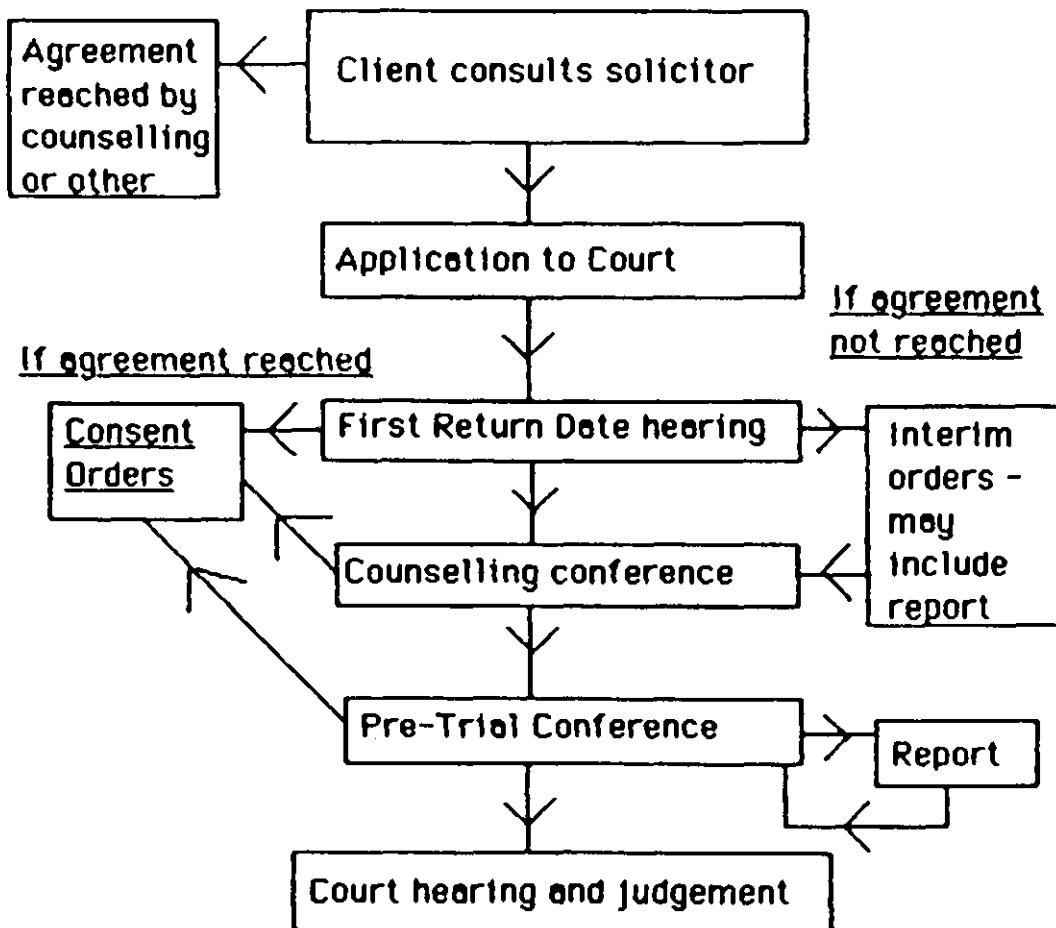 Agreement
reached by
counselling
or other
Client consults solicitor
Application to Court
If agreement
not reached
If agreement reached
Consent
Orders
First Return Date hearing
Interim
orders -
may
include
report
Counselling conference
Pre-Trial Conference
Report
Court hearing and judgement